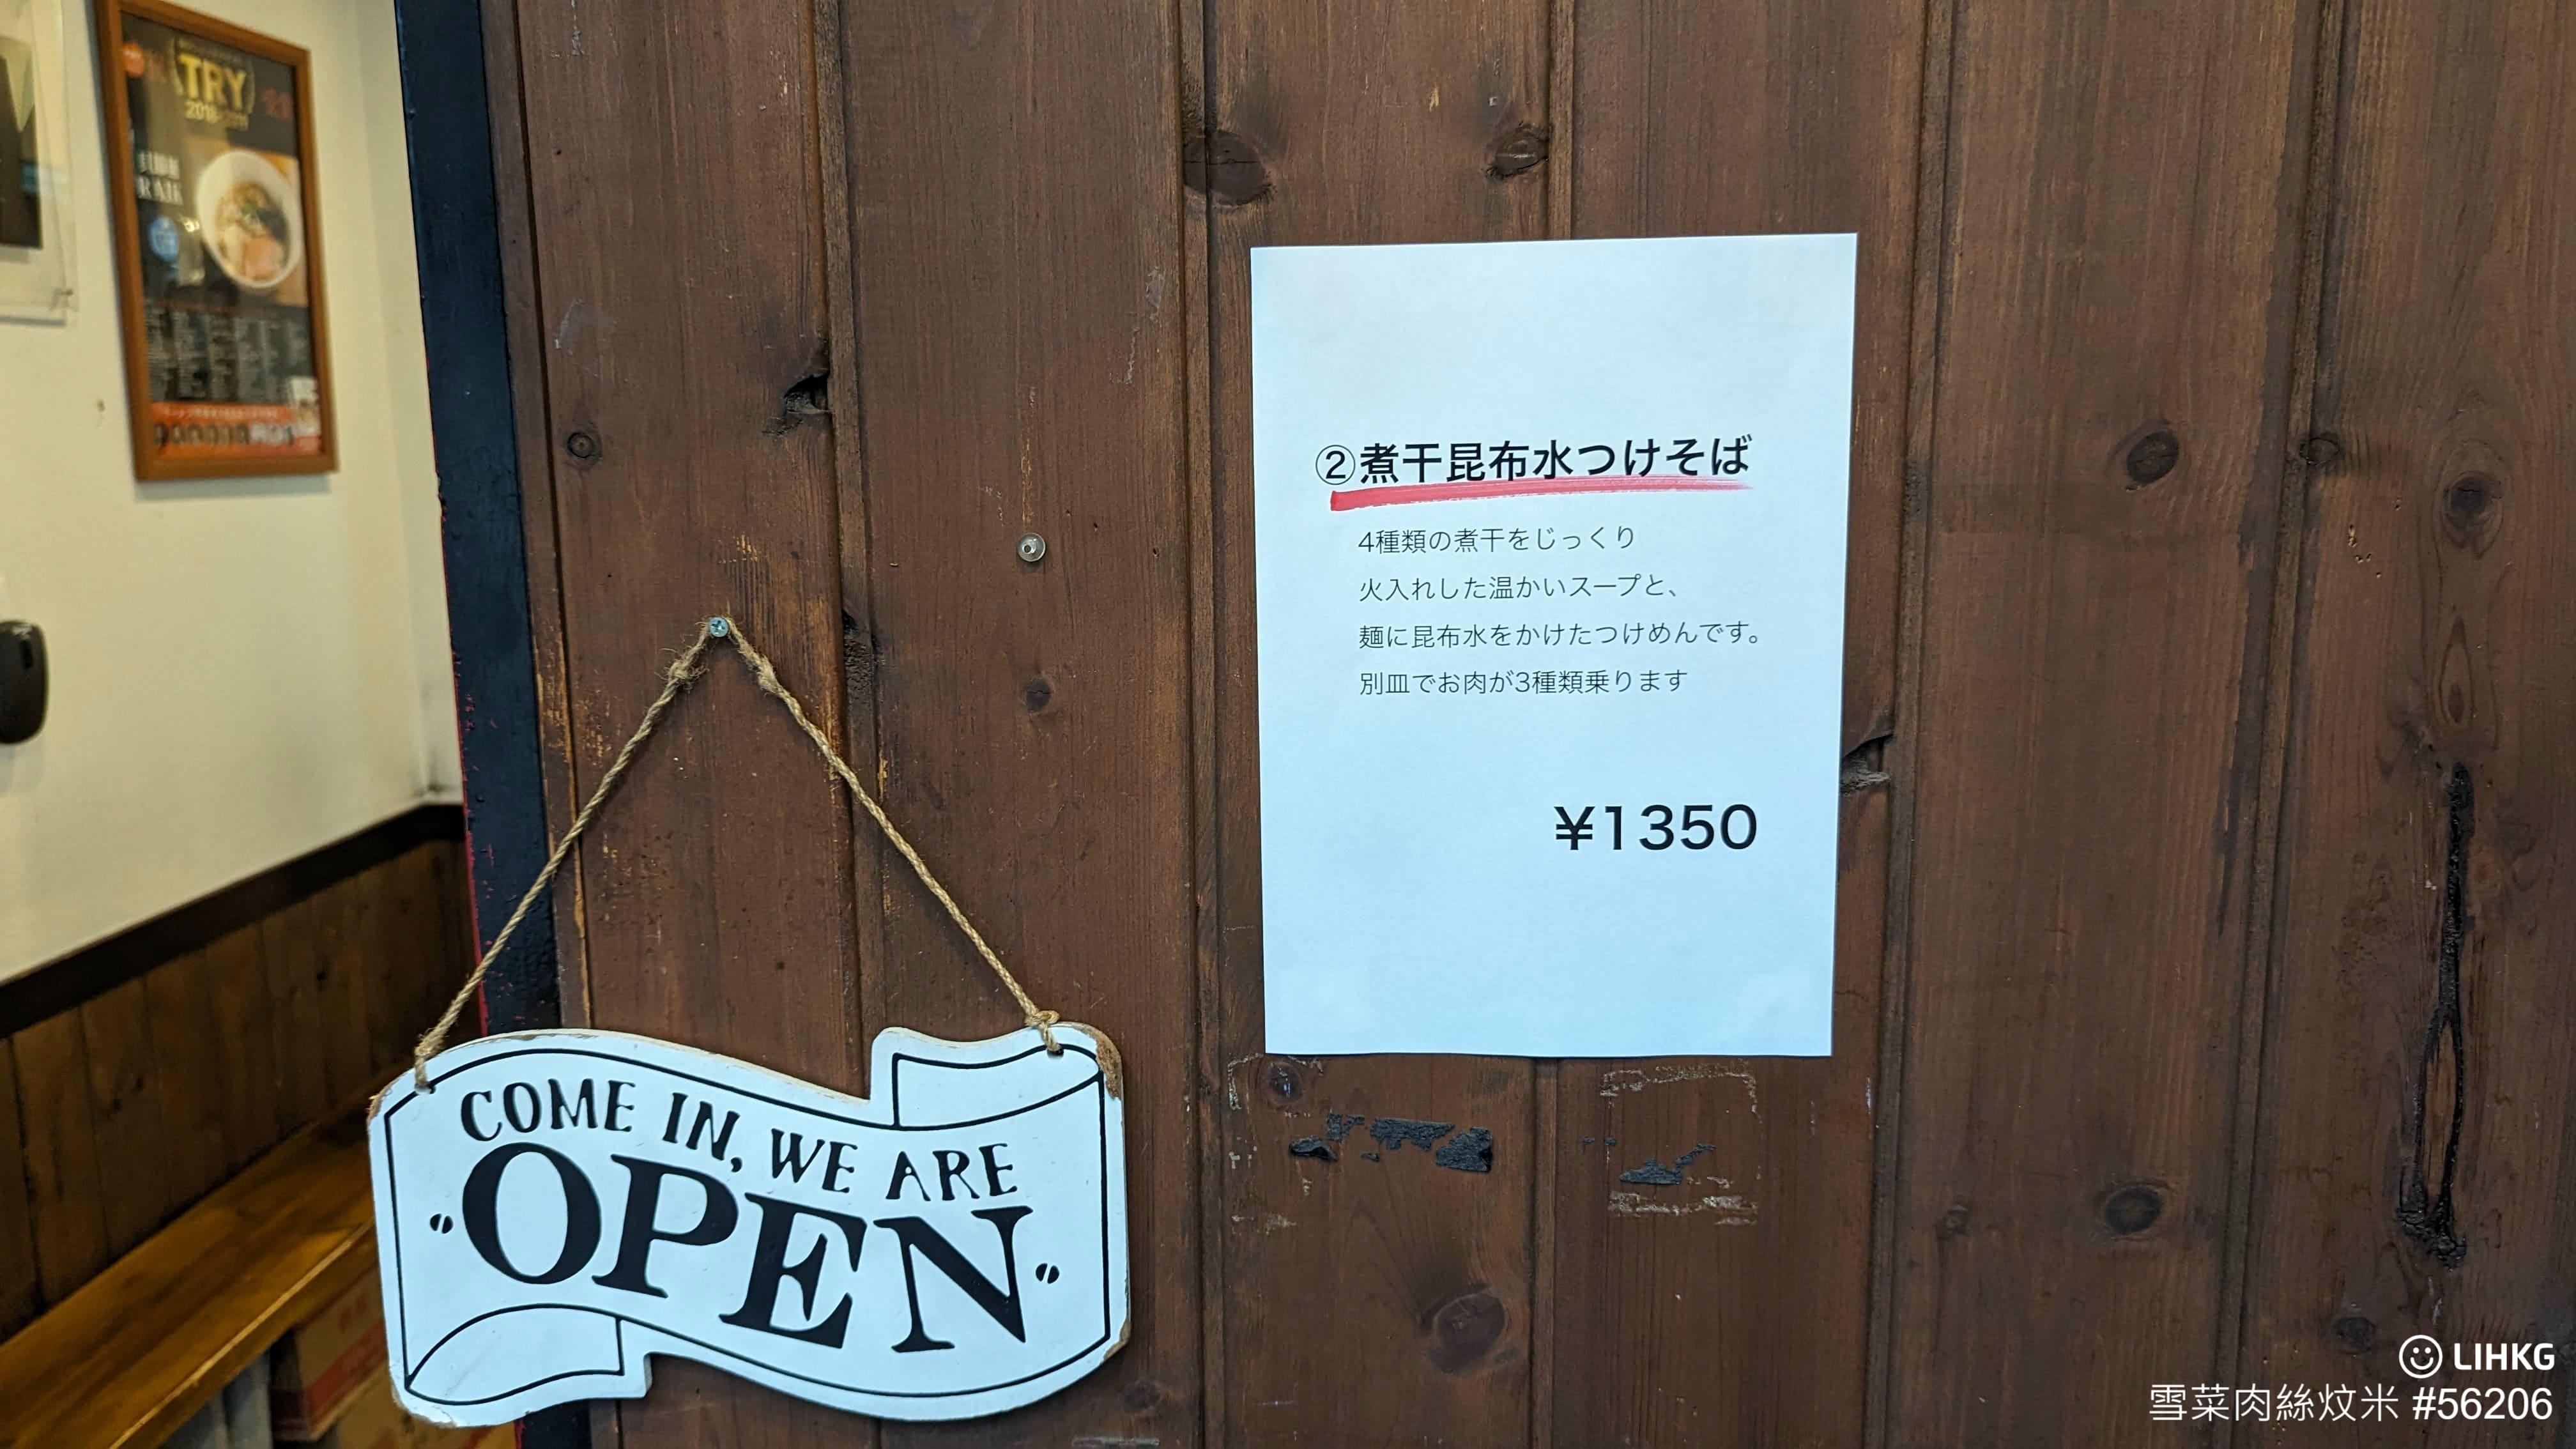 TRY
2018-2019
②煮干昆布水つけそば
4種類の煮干をじっくり
火入れした温かいスープと、
麺に昆布水をかけたつけめんです。
別皿でお肉が3種類乗ります
¥1350
COME IN, WE ARE
OPEN
LIHKG
雪菜肉絲炆米 #56206